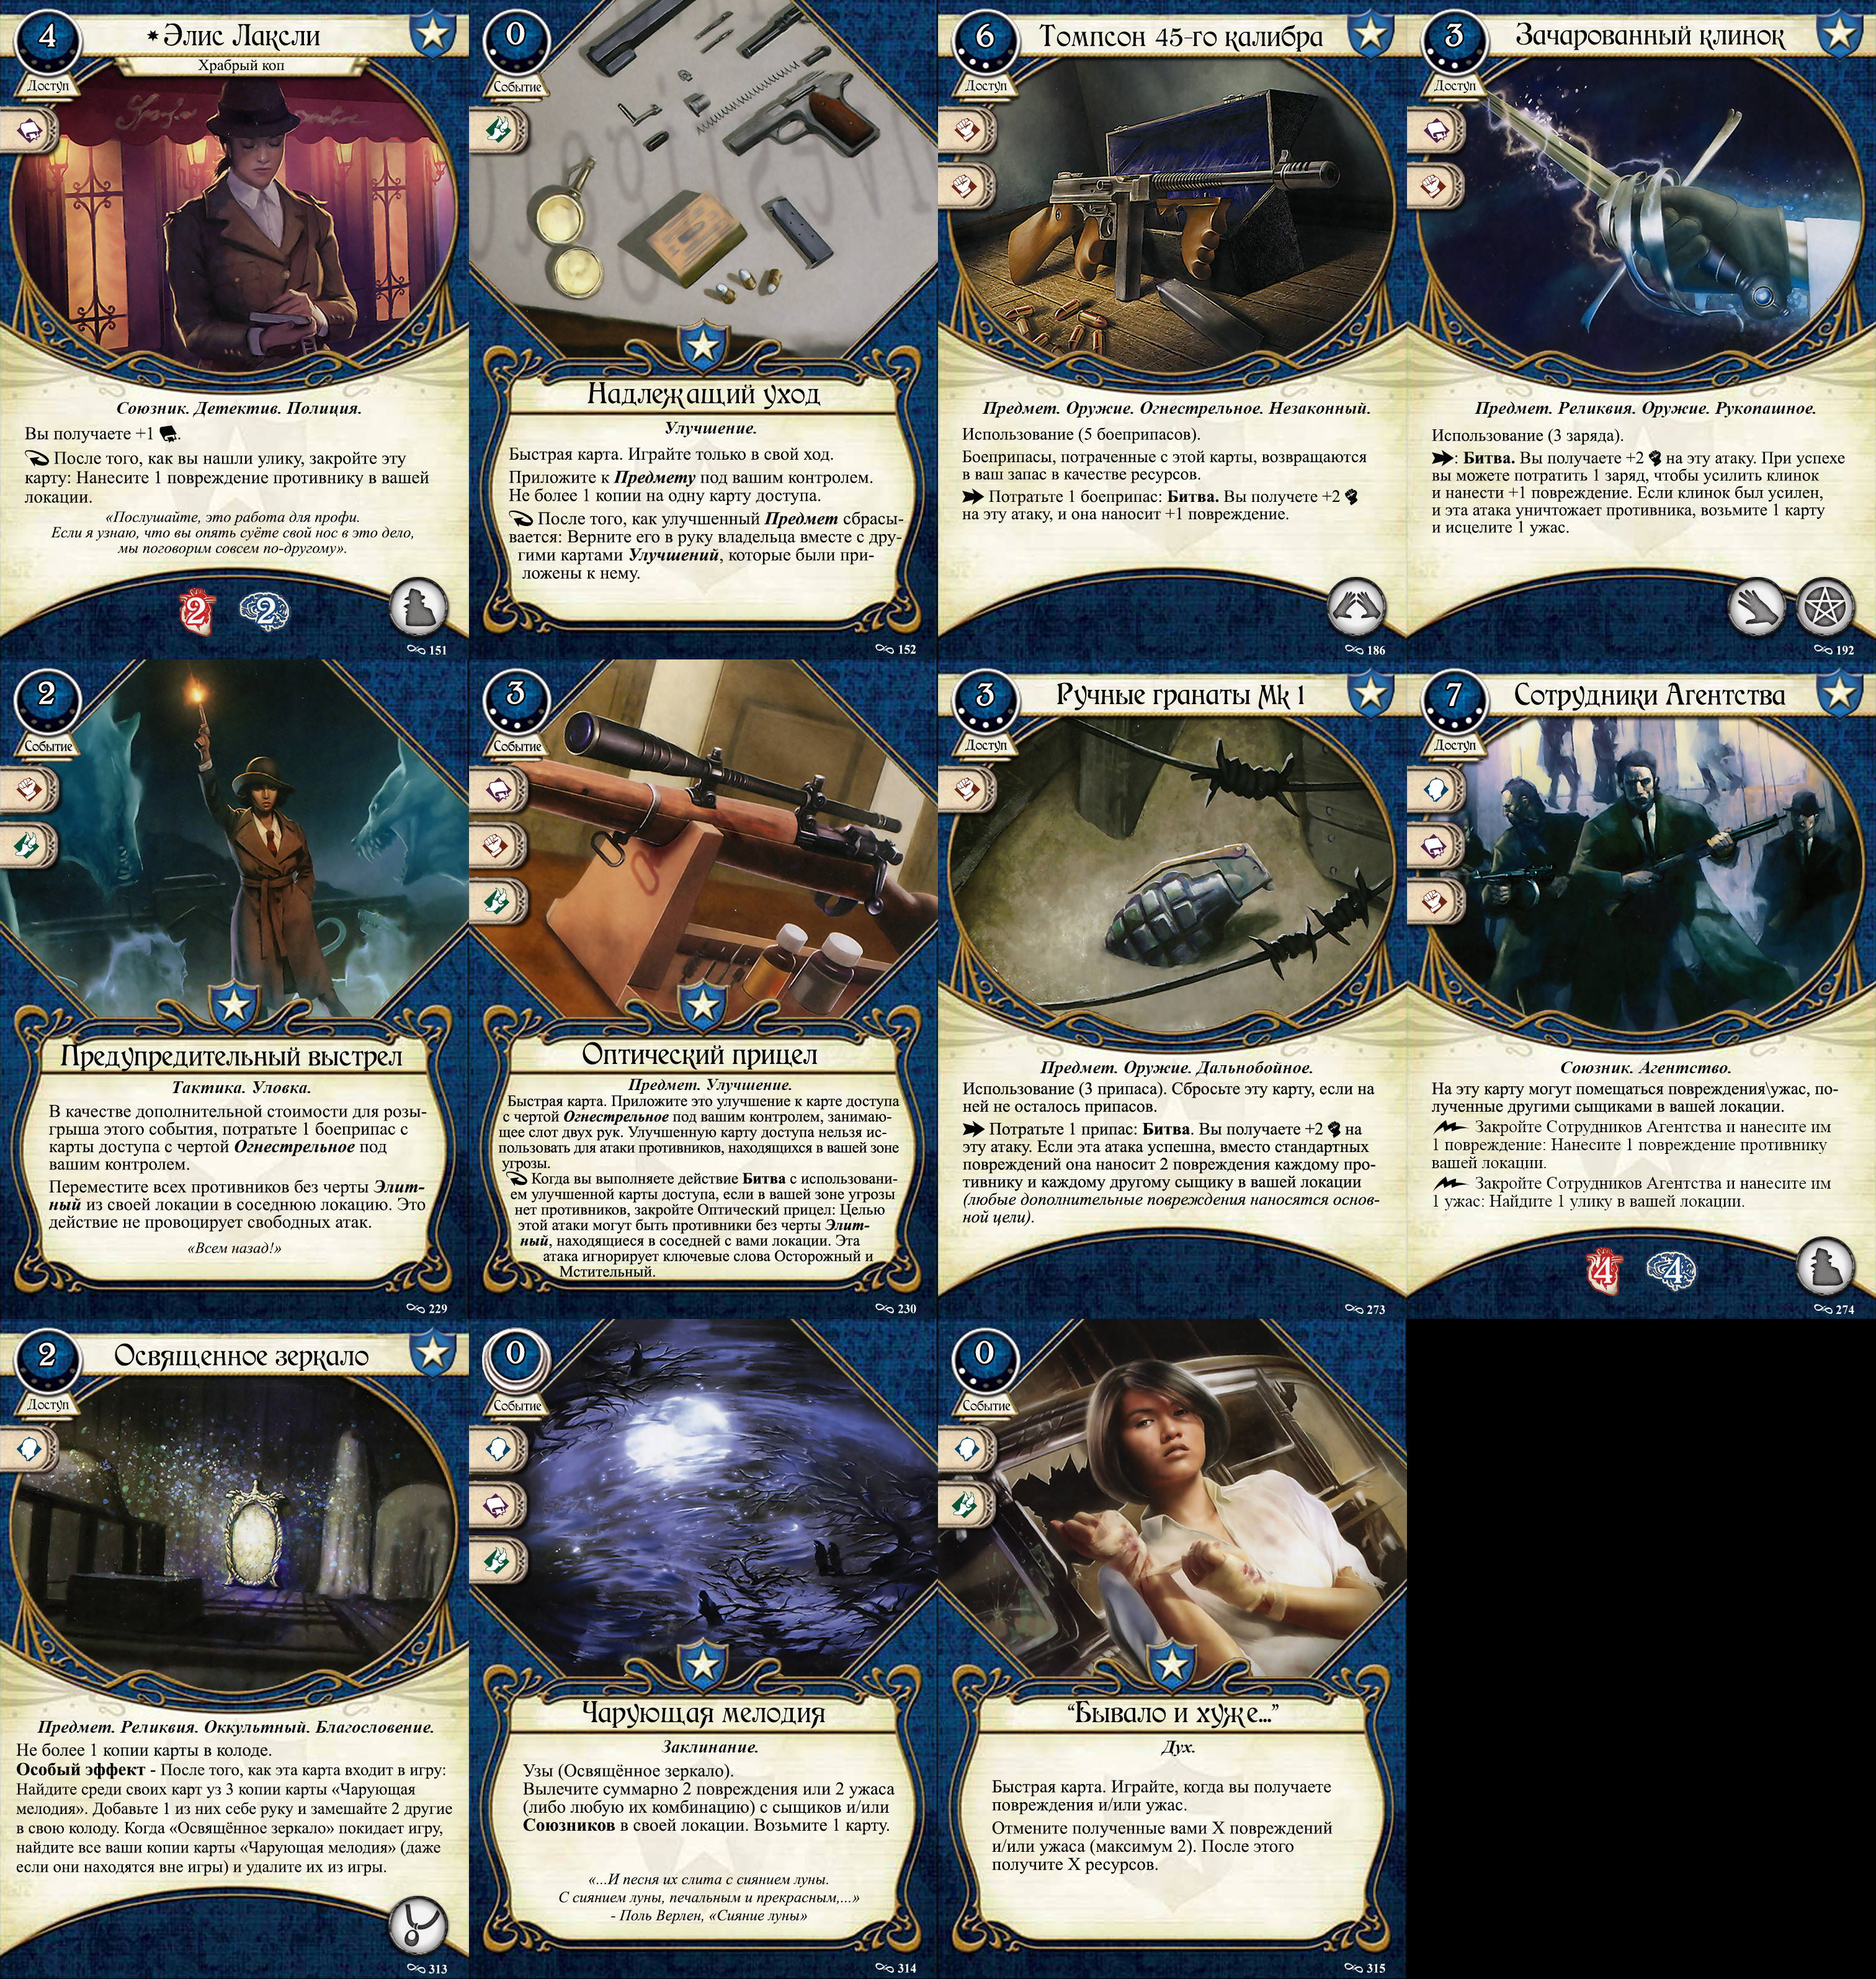 4
Элис Лаксли
Храбрый коп
Доступ
Союзник. Детектив. Полиция.
Вы получаете +1 .
После того, как вы нашли улику, закройте эту
карту: Нанесите 1 повреждение противнику в вашей
локации.
«Послушайте, это работа для профи.
Если я узнаю, что вы опять суёте свой нос в это дело,
мы поговорим совсем по-другому».
2
2
151
0
Событие
Надлежащий уход
Улучшение.
Быстрая карта. Играйте только в свой ход.
Приложите к Предмету под вашим контролем.
Не более 1 копии на одну карту доступа.
После того, как улучшенный Предмет сбрасы-
вается: Верните его в руку владельца вместе с дру-
гими картами Улучшений, которые были при-
ложены к нему.
152
6
Томпсон 45-го калибра
Доступ
Предмет. Оружие. Огнестрельное. Незаконный.
Использование (5 боеприпасов).
Боеприпасы, потраченные с этой карты, возвращаются
в ваш запас в качестве ресурсов.
Потратьте 1 боеприпас: Битва. Вы получете +2
на эту атаку, и она наносит +1 повреждение.
186
3
Зачарованный клинок
Доступ
Предмет. Реликвия. Оружие. Рукопашное.
Использование (3 заряда).
: Битва. Вы получаете +2 на эту атаку. При успехе
вы можете потратить 1 заряд, чтобы усилить клинок
и нанести +1 повреждение. Если клинок был усилен,
и эта атака уничтожает противника, возьмите 1 карту
и исцелите 1 ужас.
192
2
Событие
Предупредительный выстрел
Тактика. Уловка.
В качестве дополнительной стоимости для розы-
грыша этого события, потратьте 1 боеприпас с
карты доступа с чертой Огнестрельное под
вашим контролем.
Переместите всех противников без черты Элит-
ный из своей локации в соседнюю локацию. Это
действие не провоцирует свободных атак.
«Всем назад!»
229
3
Событие
Оптический прицел
Предмет. Улучшение.
Быстрая карта. Приложите это улучшение к карте доступа
с чертой Огнестрельное под вашим контролем, занимаю-
щее слот двух рук. Улучшенную карту доступа нельзя ис-
пользовать для атаки противников, находящихся в вашей зоне
угрозы.
Когда вы выполняете действие Битва с использовани-
ем улучшенной карты доступа, если в вашей зоне угрозы
нет противников, закройте Оптический прицел: Целью
этой атаки могут быть противники без черты Элит-
ный, находящиеся в соседней с вами локации. Эта
атака игнорирует ключевые слова Осторожный и
Мстительный.
230
3
Ручные гранаты Mk 1
Доступ
Предмет. Оружие. Дальнобойное.
Использование (3 припаса). Сбросьте эту карту, если на
ней не осталось припасов.
Потратьте 1 припас: Битва. Вы получаете +2 на
эту атаку. Если эта атака успешна, вместо стандартных
повреждений она наносит 2 повреждения каждому про-
тивнику и каждому другому сыщику в вашей локации
(любые дополнительные повреждения наносятся основ-
ной цели).
273
7
Сотрудники Агентства
Доступ
Союзник. Агентство.
На эту карту могут помещаться повреждения\ужас, по-
лученные другими сыщиками в вашей локации.
Закройте Сотрудников Агентства и нанесите им
1 повреждение: Нанесите 1 повреждение противнику
вашей локации.
Закройте Сотрудников Агентства и нанесите им
1 ужас: Найдите 1 улику в вашей локации.
4
4
274
2
Освященное зеркало
Доступ
Предмет. Реликвия. Оккультный. Благословение.
Не более 1 копии карты в колоде.
Особый эффект - После того, как эта карта входит в игру:
Найдите среди своих карт уз 3 копии карты «Чарующая
мелодия». Добавьте 1 из них себе руку и замешайте 2 другие
в свою колоду. Когда «Освящённое зеркало» покидает игру,
найдите все ваши копии карты «Чарующая мелодия» (даже
если они находятся вне игры) и удалите их из игры.
313
0
Событие
Чарующая мелодия
Заклинание.
Узы (Освящённое зеркало).
Вылечите суммарно 2 повреждения или 2 ужаса
(либо любую их комбинацию) с сыщиков и/или
Союзников в своей локации. Возьмите 1 карту.
«...И песня их слита с сиянием луны.
С сиянием луны, печальным и прекрасным,...»
- Поль Верлен, «Сияние луны»
314
0
Событие
“Бывало и хуже...”
Дух.
Быстрая карта. Играйте, когда вы получаете
повреждения и/или ужас.
Отмените полученные вами X повреждений
и/или ужаса (максимум 2). После этого
получите X ресурсов.
315